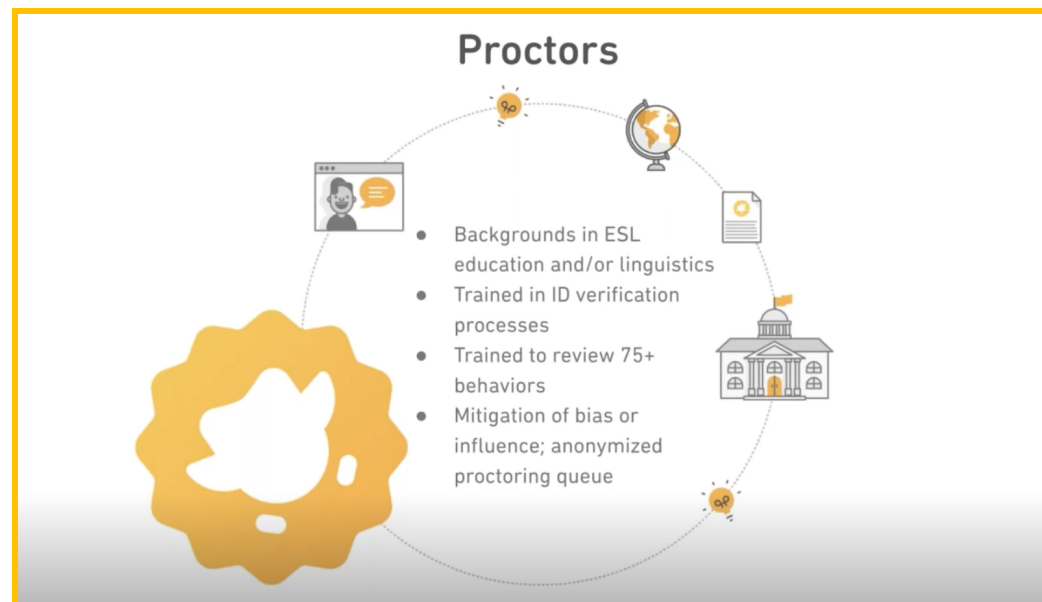 Proctors
● Backgrounds in ESL
education and/or linguistics
● Trained in ID verification
processes
● Trained to review 75+
behaviors
● Mitigation of bias or
influence; anonymized
proctoring queue